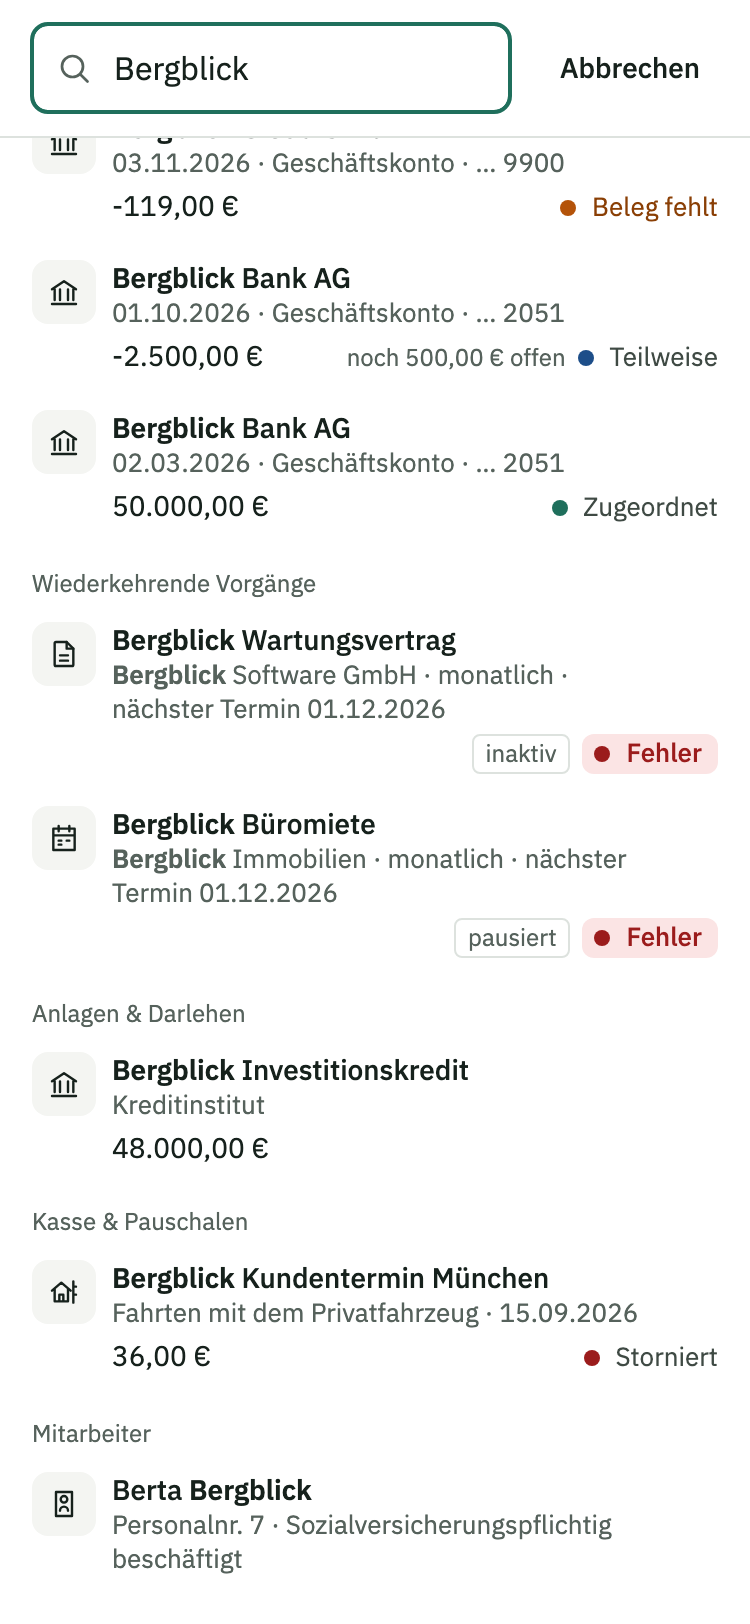 Bergblick
Abbrechen
03.11.2026 · Geschäftskonto · ... 9900
-119,00 €
Beleg fehlt
Bergblick Bank AG
01.10.2026 · Geschäftskonto · ... 2051
-2.500,00 €
noch 500,00 € offen
Teilweise
Bergblick Bank AG
02.03.2026 · Geschäftskonto · ... 2051
50.000,00 €
Zugeordnet
Wiederkehrende Vorgänge
Bergblick Wartungsvertrag
Bergblick Software GmbH · monatlich ·
nächster Termin 01.12.2026
inaktiv
Fehler
Bergblick Büromiete
Bergblick Immobilien · monatlich · nächster
Termin 01.12.2026
pausiert
Fehler
Anlagen & Darlehen
Bergblick Investitionskredit
Kreditinstitut
48.000,00 €
Kasse & Pauschalen
Bergblick Kundentermin München
Fahrten mit dem Privatfahrzeug · 15.09.2026
36,00 €
Storniert
Mitarbeiter
Berta Bergblick
Personalnr. 7 · Sozialversicherungspflichtig
beschäftigt